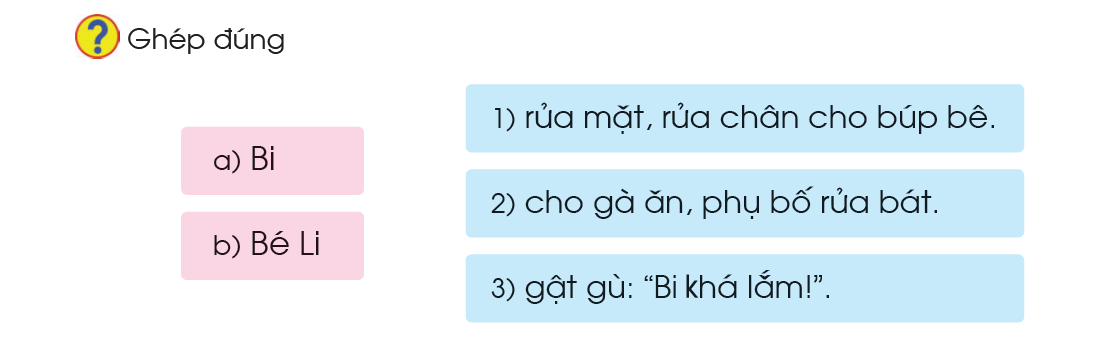 ?
Ghép đúng
a) Bi
b) Bé Li
1) rửa mặt, rửa chân cho búp bê.
2) cho gà ăn, phụ bố rửa bát.
3) gật gù: “Bi khá lắm!”.